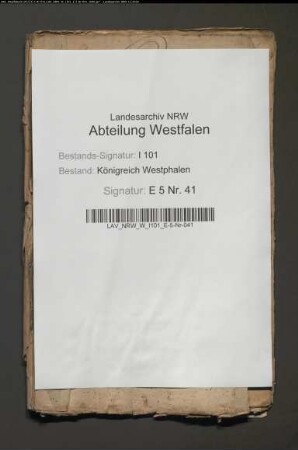 Landesarchiv NRW
Abteilung Westfalen
Bestands-Signatur: I 101
Bestand: Königreich Westphalen
Signatur: E 5 Nr. 41
LAV_NRW_W_I101_E-5-Nr-041